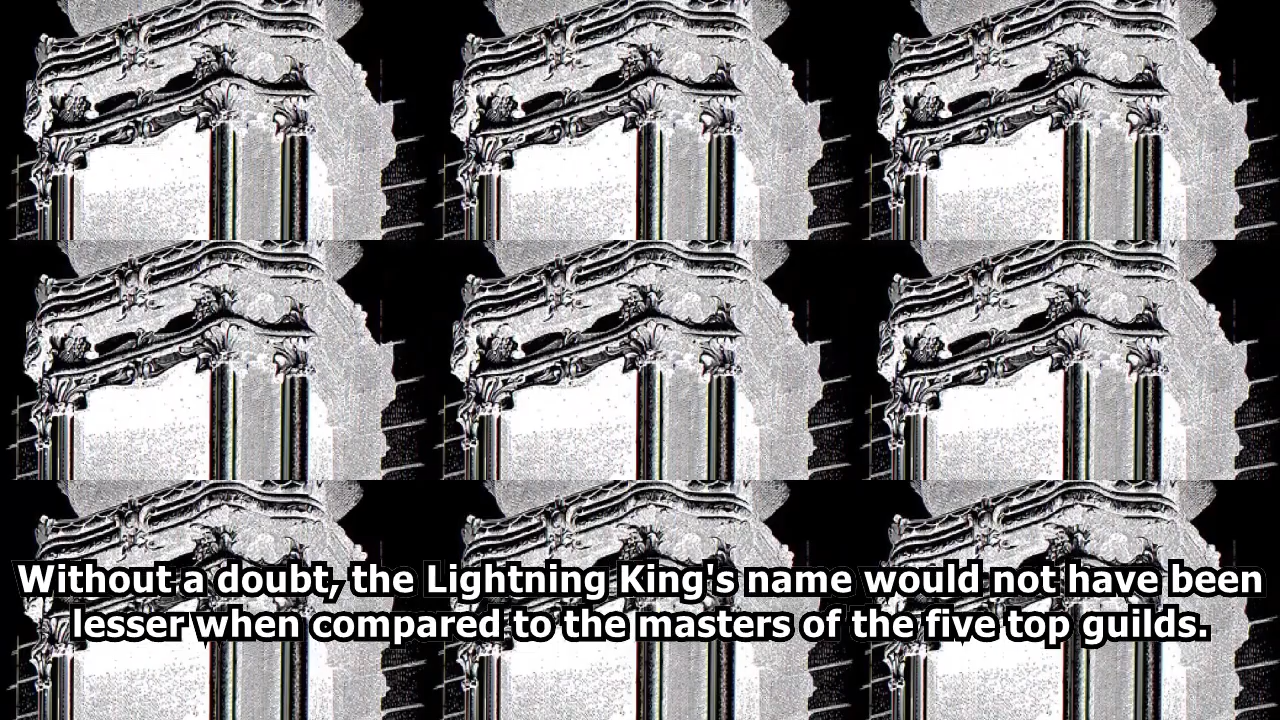 Without a doubt, the Lightning King's name would not have been
lesser when compared to the masters of the five top guilds.